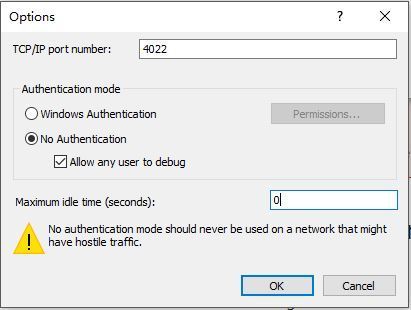 Options
TCP/IP port number:
4022
Authentication mode
Windows Authentication
Permissions...
No Authentication
Allow any user to debug
Maximum idle time (seconds):
0
No authentication mode should never be used on a network that might
have hostile traffic.
OK
Cancel